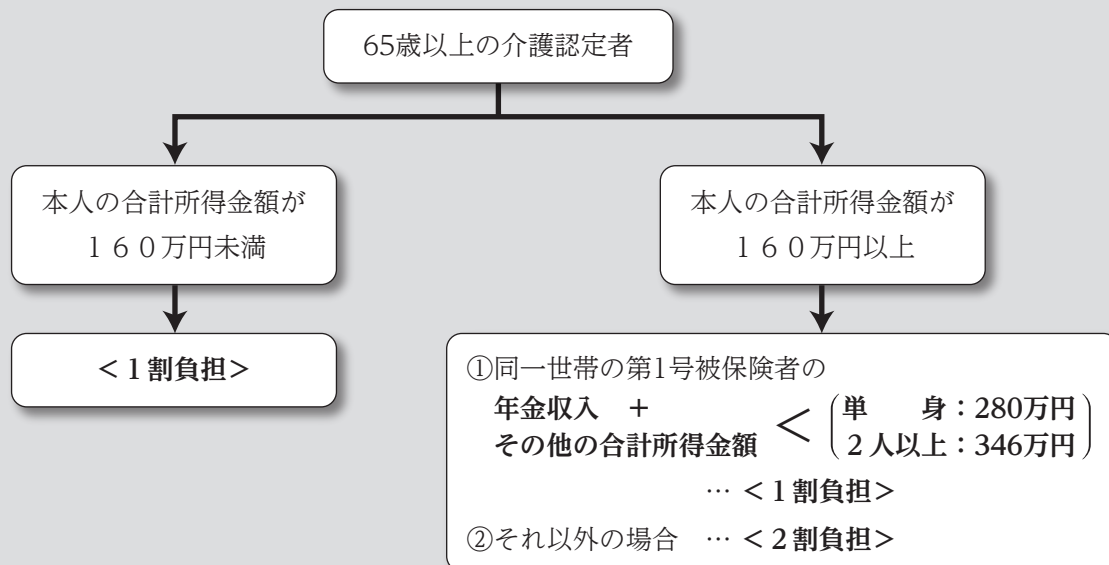 65歳以上の介護認定者
本人の合計所得金額が
１６０万円未満
本人の合計所得金額が
１６０万円以上
＜１割負担＞
①同一世帯の第1号被保険者の
年金収入　＋
その他の合計所得金額 ＜ (単　　身：280万円
２人以上：346万円)
… ＜１割負担＞
②それ以外の場合　… ＜２割負担＞